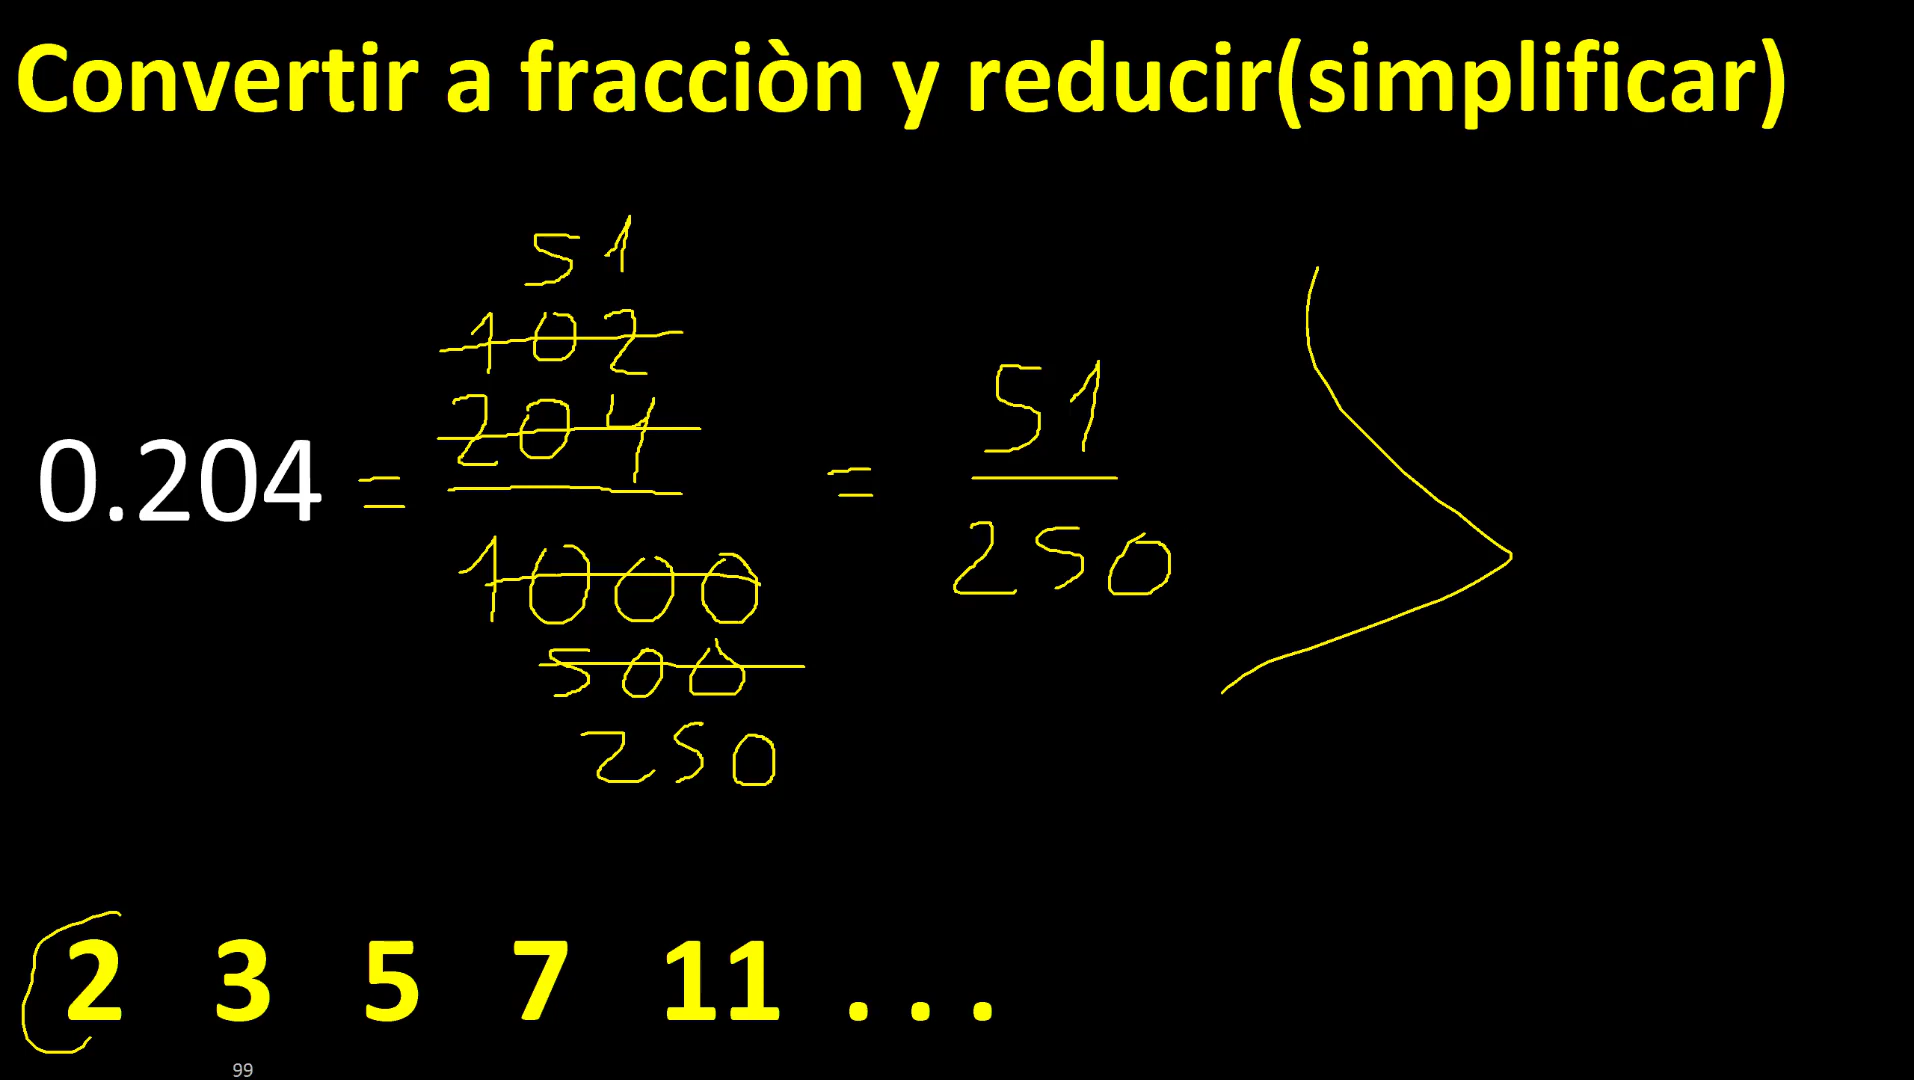 Convertir a fracciòn y reducir(simplificar)
51
102
204
0.204 = ― = 51
1000 250
500
250
2 3 5 7 11 . . .
99